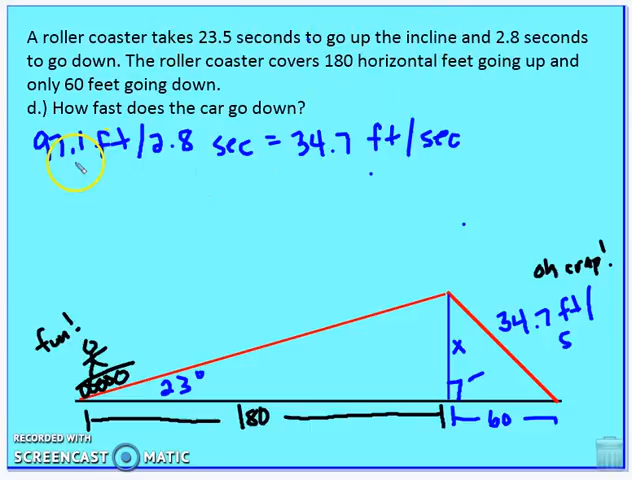 A roller coaster takes 23.5 seconds to go up the incline and 2.8 seconds
to go down. The roller coaster covers 180 horizontal feet going up and
only 60 feet going down.
d.) How fast does the car go down?
97.1 ft/2.8 sec = 34.7 ft/sec
oh crap!
fun!
34.7 ft/
s
x
23°
180
60
RECORDED WITH
SCREENCAST MATIC